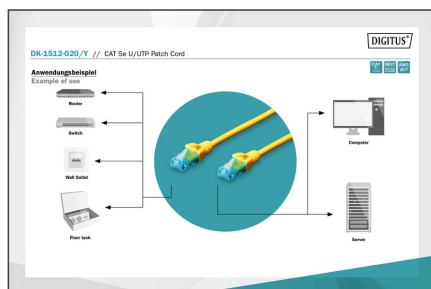 DIGITUS®
DK-1512-020/Y // CAT 5e U/UTP Patch Cord
Anwendungsbeispiel
Example of use
Router
Switch
Wall Outlet
Floor tank
Computer
Server